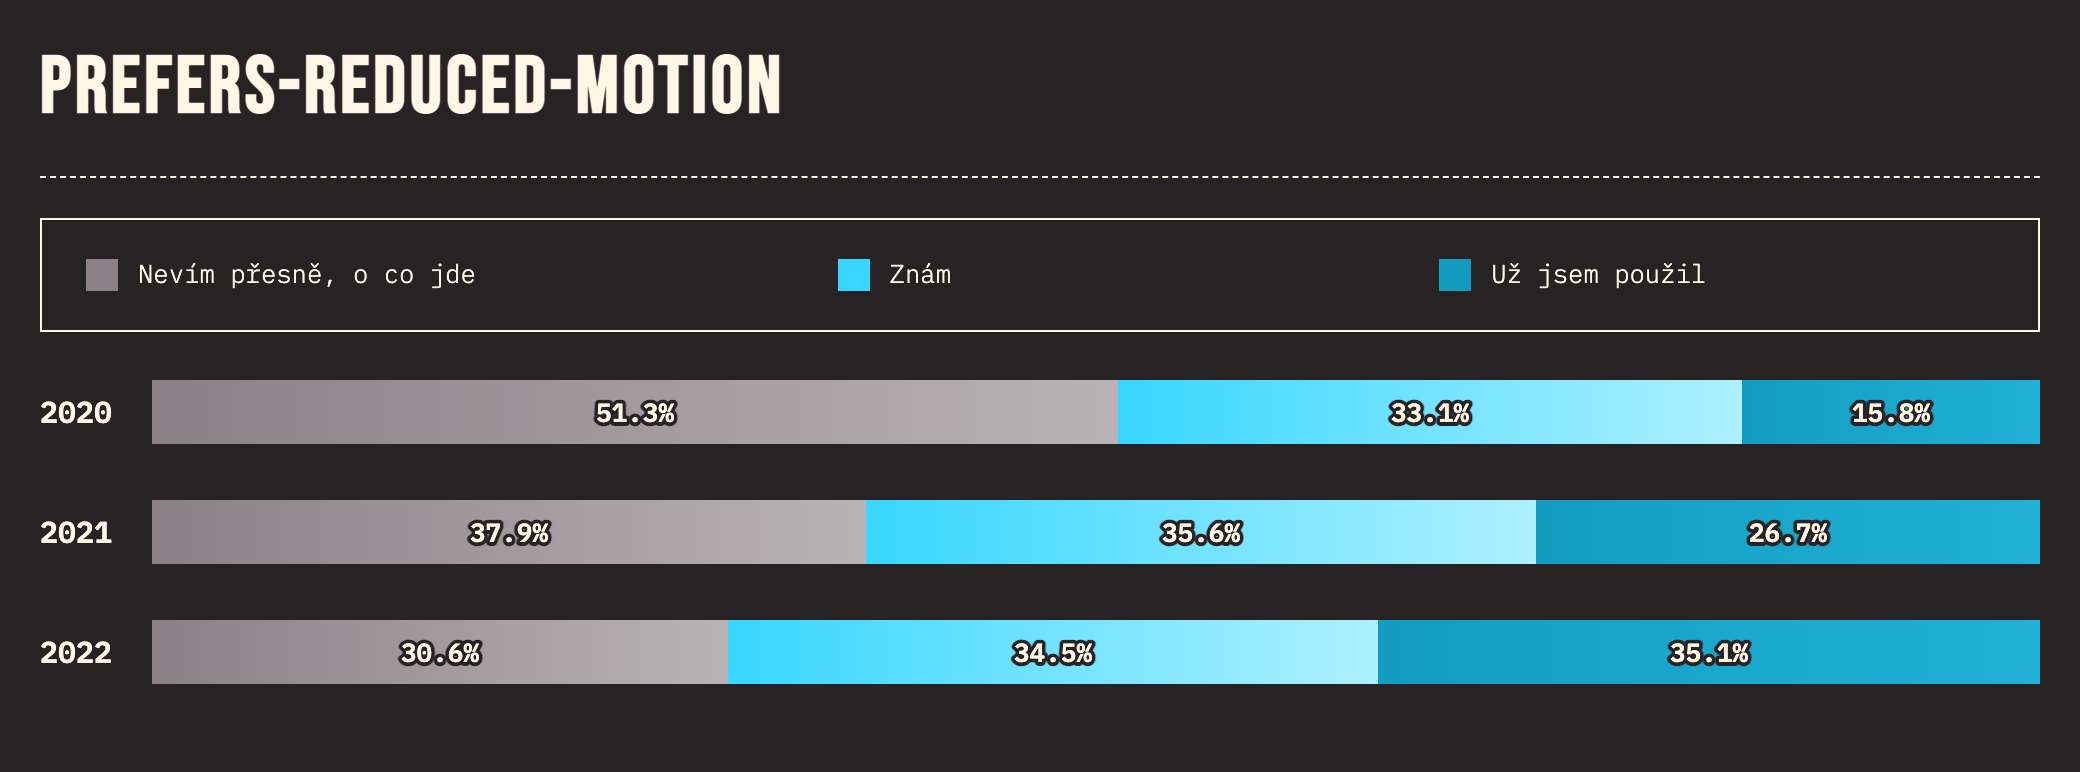 PREFERS-REDUCED-MOTION
Nevím přesně, o co jde Znám Už jsem použil
2020 51.3% 33.1% 15.8%
2021 37.9% 35.6% 26.7%
2022 30.6% 34.5% 35.1%